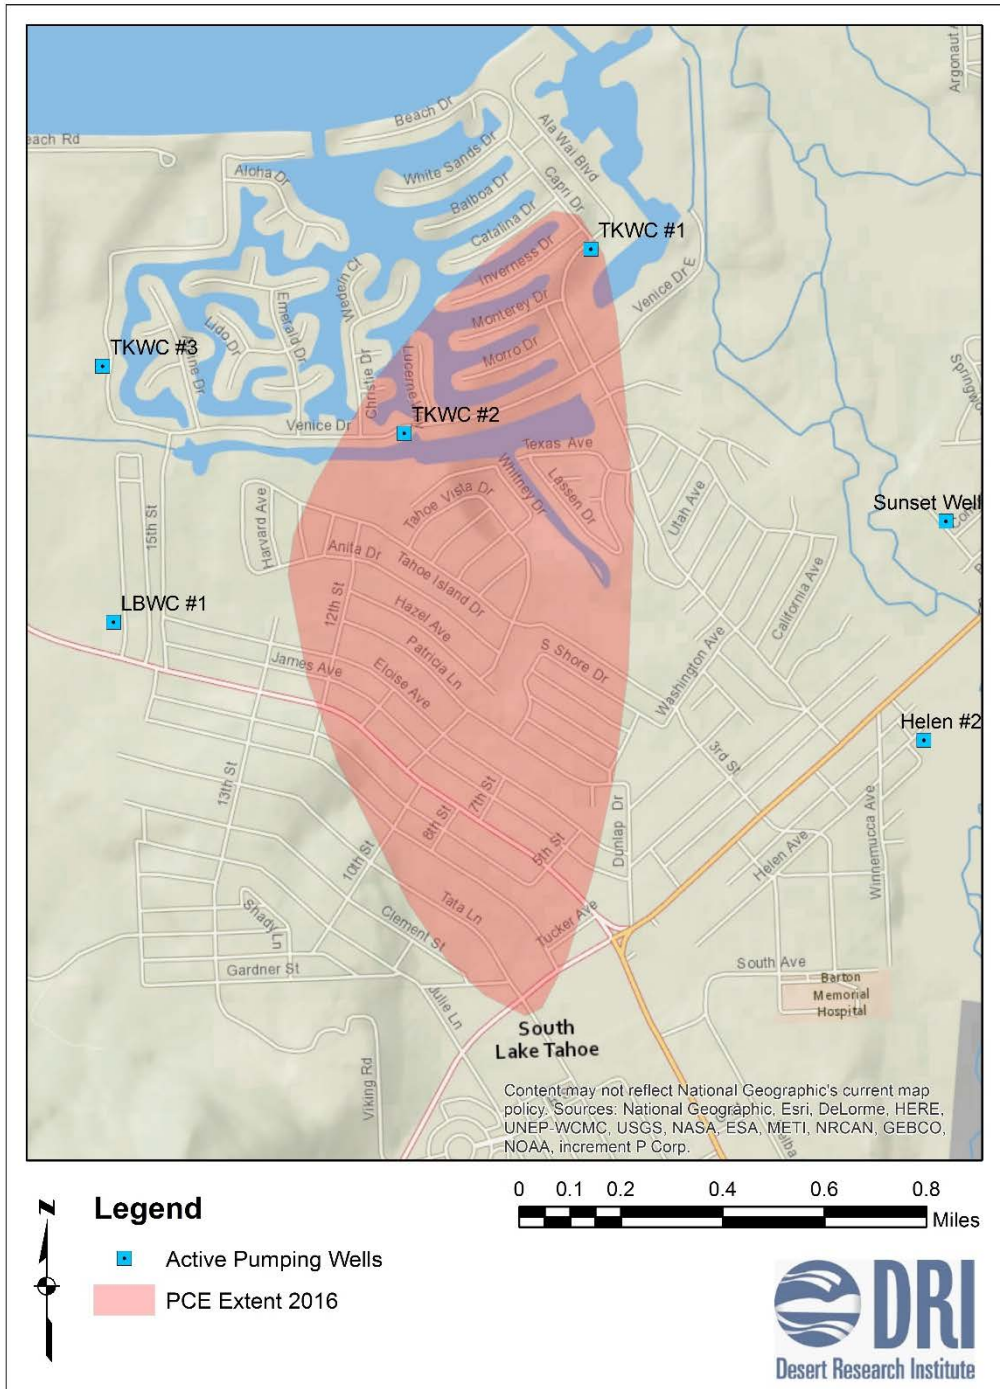 Argonaut
Beach Dr
each Rd
Ala Wai Blvd
White Sands Dr
Aloha Dr
Capri Dr
Balboa Dr
Catalina Dr
TKWC #1
Inverness Dr
Venice Dr E
Emerald Dr
Monterey Dr
Lido Dr
TKWC #3
Morro Dr
Christie Dr
Lucerne
TKWC #2
Venice Dr
Texas Ave
Springwo
Whitney Dr
Lassen Dr
Tahoe Vista Dr
Utah Ave
Sunset Well
Harvard Ave
15th St
Anita Dr
Tahoe Island Dr
California Ave
12th St
Hazel Ave
LBWC #1
Patricia Ln
S Shore Dr
James Ave
Eloise Ave
Washington Ave
Helen #2
3rd St
13th St
7th St
8th St
5th St
Dunlap Dr
Helen Ave
Winnemucca Ave
10th St
Tata Ln
Tucker Ave
Shady Ln
Clement St
Gardner St
South Ave
Barton
Memorial
Hospital
Julie Ln
South
Lake Tahoe
Viking Rd
Content may not reflect National Geographic's current map
policy. Sources: National Geographic, Esri, DeLorme, HERE,
UNEP-WCMC, USGS, NASA, ESA, METI, NRCAN, GEBCO,
NOAA, increment P Corp.
N
Legend
Active Pumping Wells
PCE Extent 2016
0 0.1 0.2 0.4 0.6 0.8
Miles
DRI
Desert Research Institute